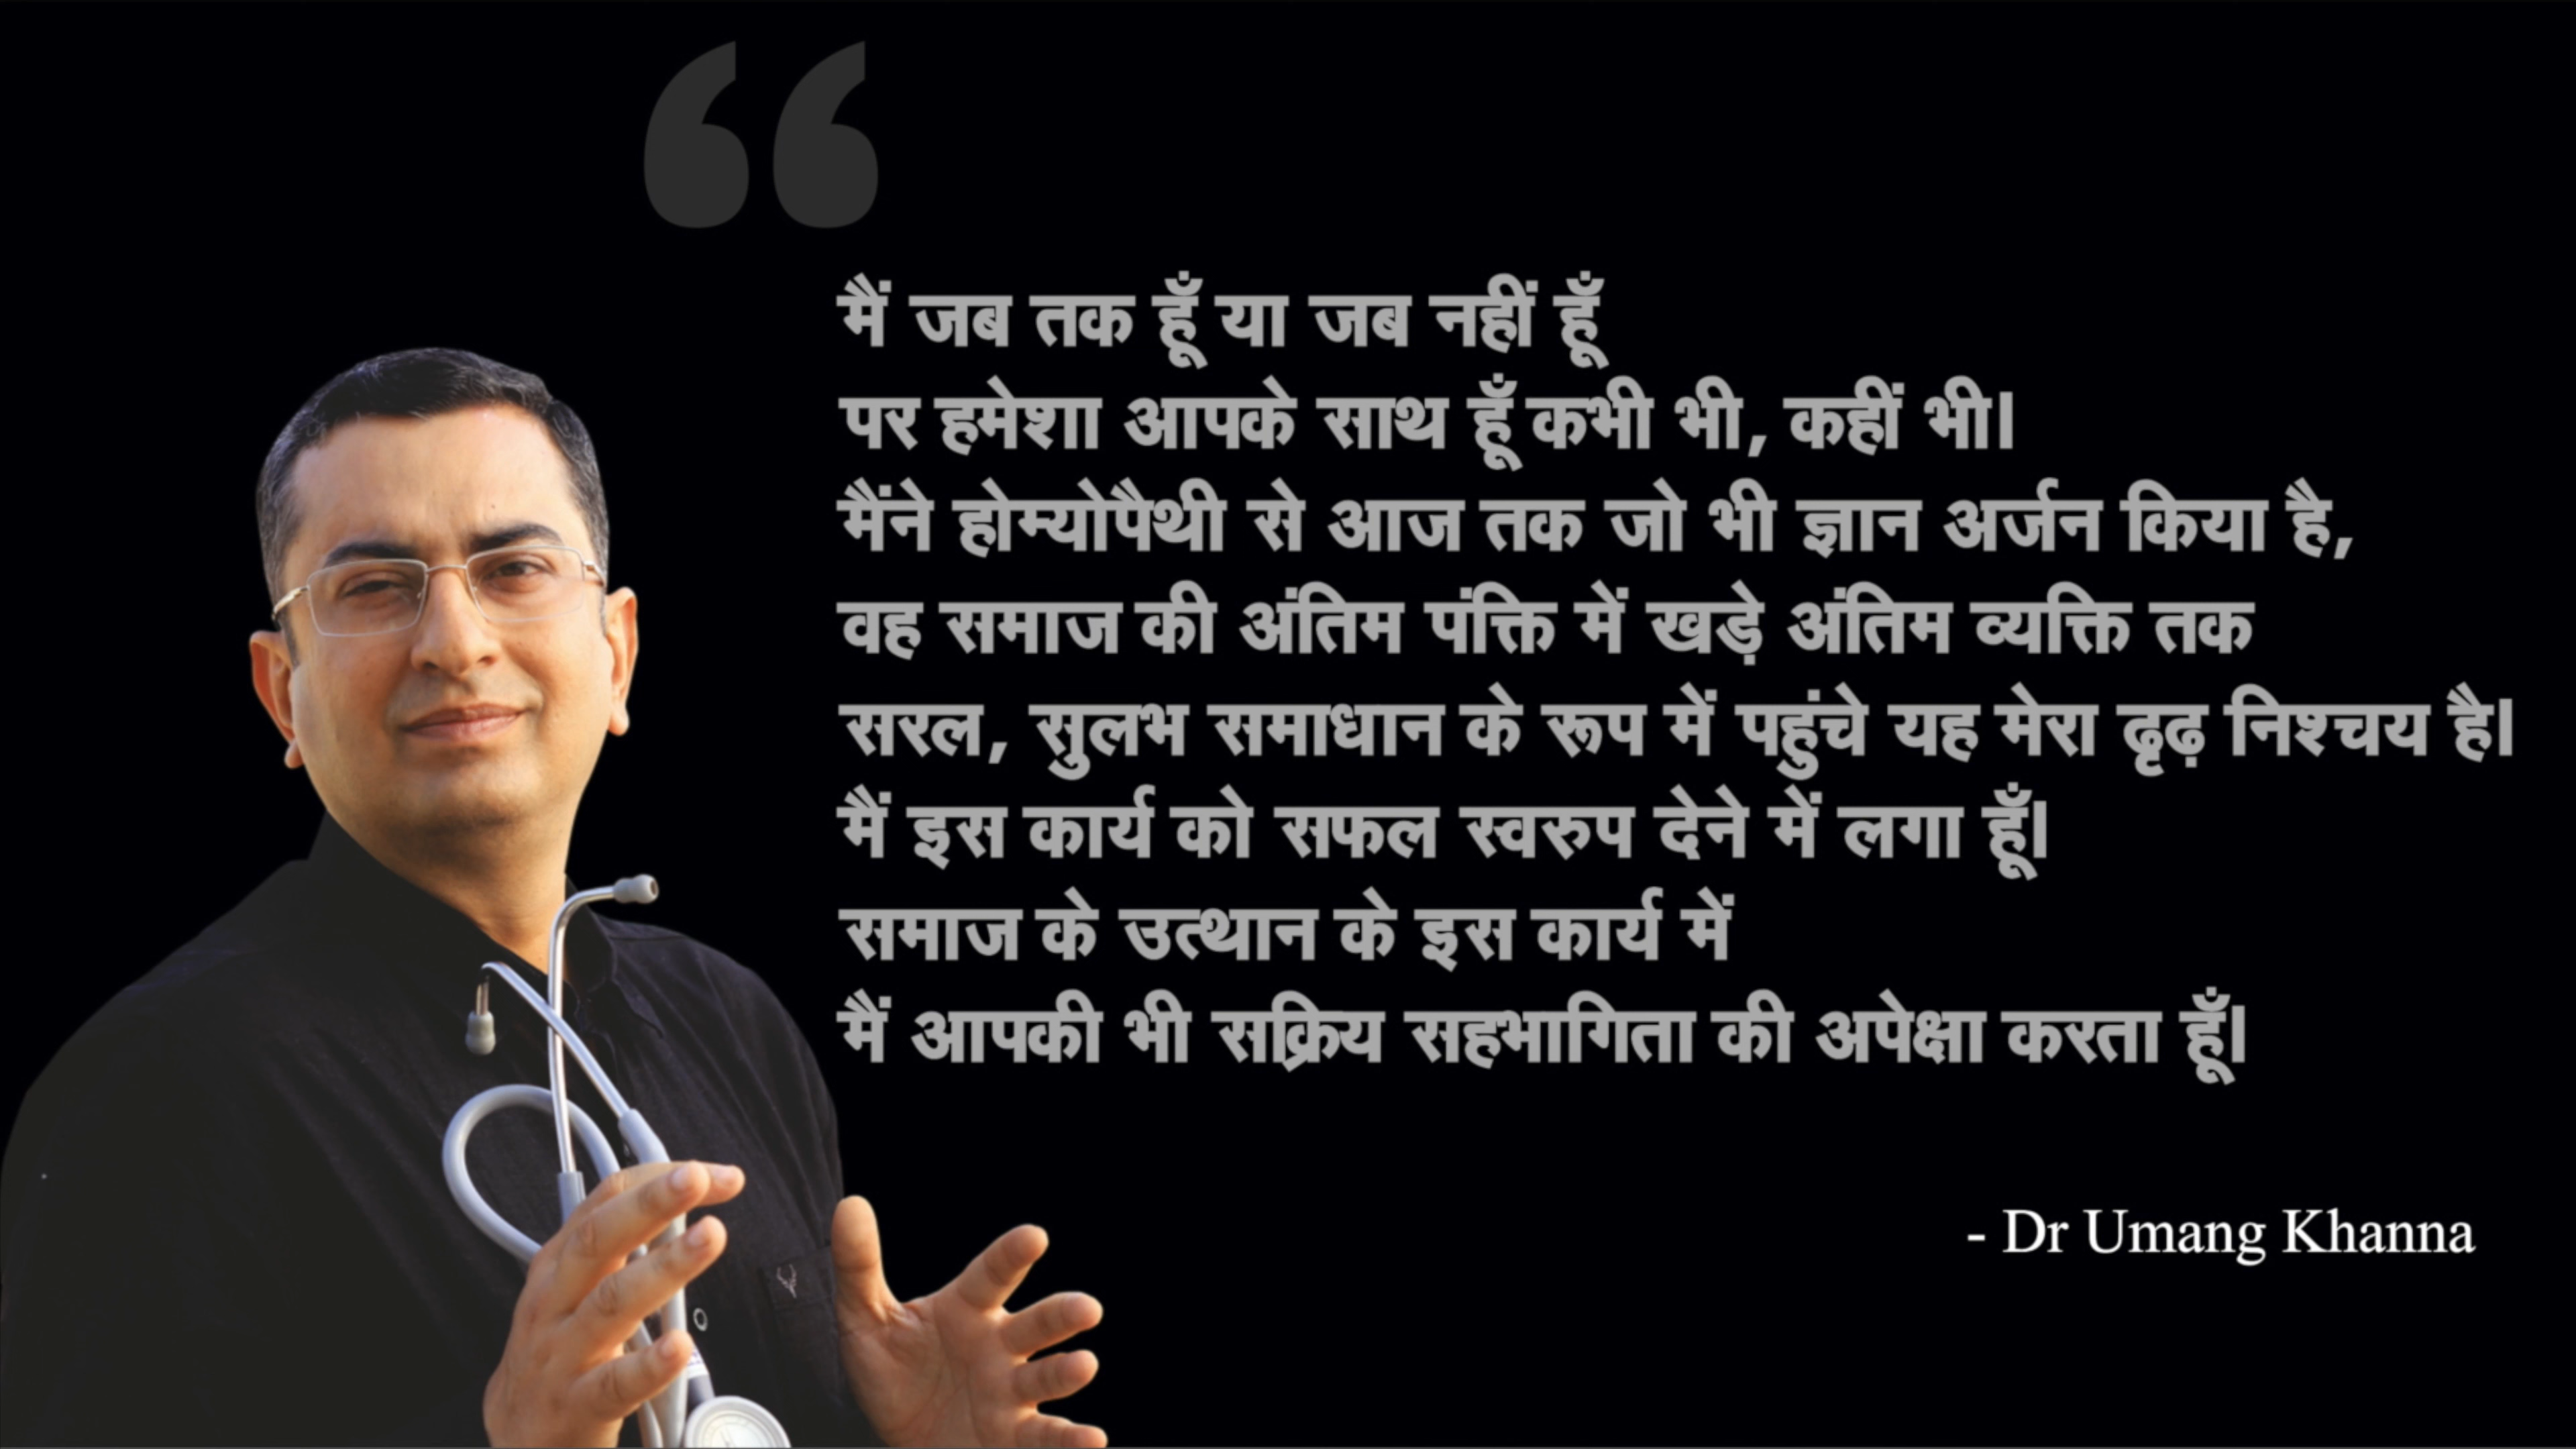 “
मैं जब तक हूँ या जब नहीं हूँ
पर हमेशा आपके साथ हूँ कभी भी, कहीं भी।
मैंने होम्योपैथी से आज तक जो भी ज्ञान अर्जन किया है,
वह समाज की अंतिम पंक्ति में खड़े अंतिम व्यक्ति तक
सरल, सुलभ समाधान के रूप में पहुंचे यह मेरा ढृढ़ निश्चय है।
मैं इस कार्य को सफल स्वरुप देने में लगा हूँ।
समाज के उत्थान के इस कार्य में
मैं आपकी भी सक्रिय सहभागिता की अपेक्षा करता हूँ।
- Dr Umang Khanna